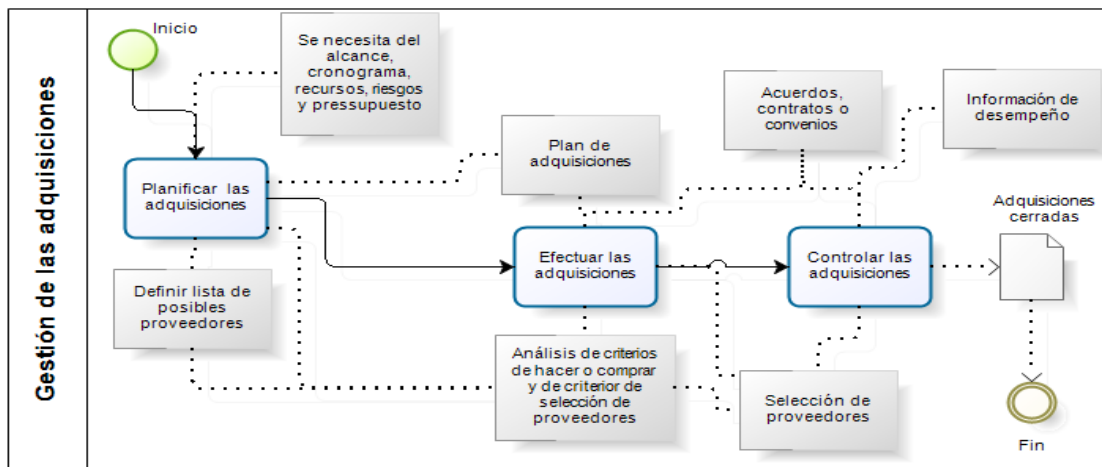 Gestión de las adquisiciones
Inicio
Se necesita del
alcance,
cronograma,
recursos, riesgos
y pressupuesto
Planificar las
adquisiciones
Plan de
adquisiciones
Acuerdos,
contratos o
convenios
Información de
desempeño
Definir lista de
posibles
proveedores
Efectuar las
adquisiciones
Controlar las
adquisiciones
Adquisiciones
cerradas
Análisis de criterios
de hacer o comprar
y de criterior de
selección de
proveedores
Selección de
proveedores
Fin